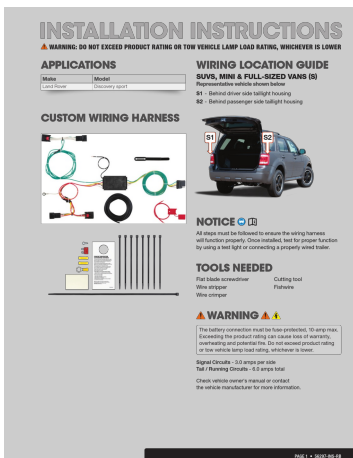 INSTALLATION INSTRUCTIONS
WARNING: DO NOT EXCEED PRODUCT RATING OR TOW VEHICLE LAMP LOAD RATING, WHICHEVER IS LOWER
APPLICATIONS
Make Model
Land Rover Discovery sport
CUSTOM WIRING HARNESS
WIRING LOCATION GUIDE
SUVS, MINI & FULL-SIZED VANS (S)
Representative vehicle shown below
S1 - Behind driver side taillight housing
S2 - Behind passenger side taillight housing
S1 S2
NOTICE
All steps must be followed to ensure the wiring harness
will function properly. Once installed, test for proper function
by using a test light or connecting a properly wired trailer.
TOOLS NEEDED
Flat blade screwdriver
Wire stripper
Wire crimper
Cutting tool
Fishwire
WARNING
The battery connection must be fuse-protected, 10-amp max.
Exceeding the product rating can cause loss of warranty,
overheating and potential fire. Do not exceed product rating
or tow vehicle lamp load rating, whichever is lower.
Signal Circuits - 3.0 amps per side
Tail / Running Circuits - 6.0 amps total
Check vehicle owner's manual or contact
the vehicle manufacturer for more information.
PAGE 1 • 56297-INS-RB